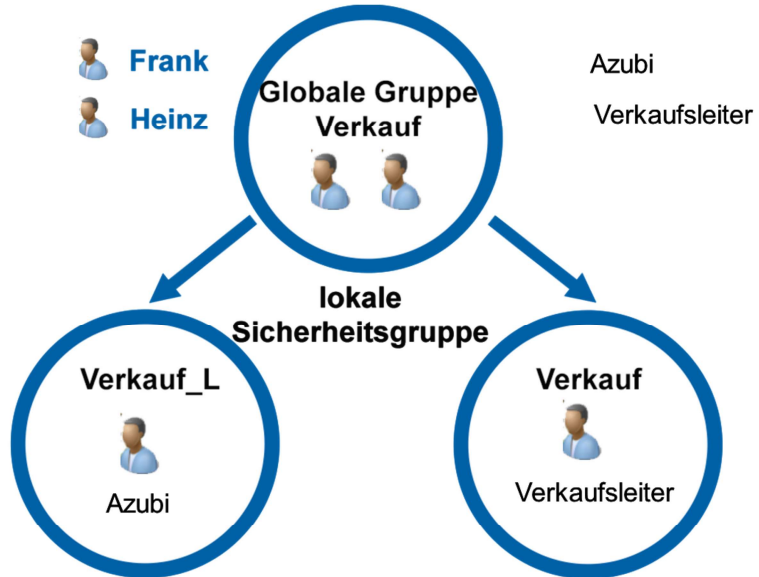 Frank
Azubi
Heinz
Verkaufsleiter
Globale Gruppe
Verkauf
lokale
Sicherheitsgruppe
Verkauf_L
Azubi
Verkauf
Verkaufsleiter